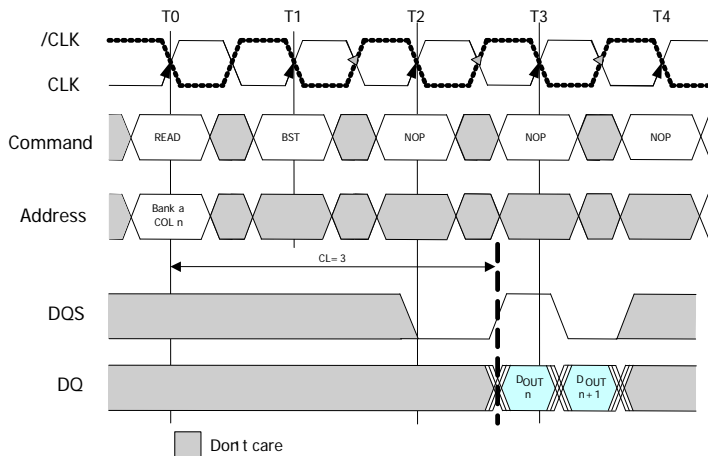 T0 T1 T2 T3 T4
/CLK
CLK
Command READ BST NOP NOP NOP
Address Bank a
COL n
CL= 3
DQS
DQ DOUT
n DOUT
n+1
Don't care